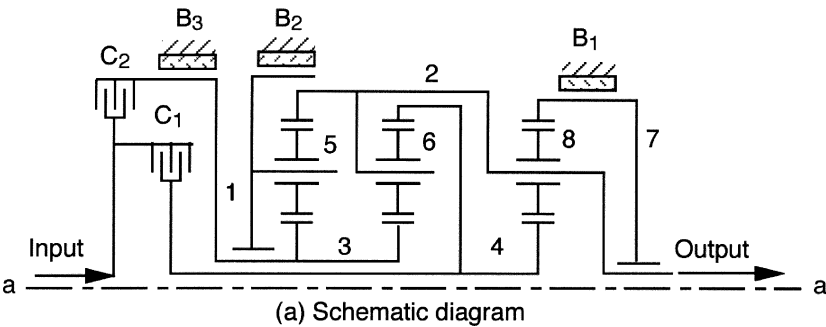 B3
B2
B1
C2
C1
2
5
6
8
7
1
3
4
Input
Output
a
a
(a) Schematic diagram